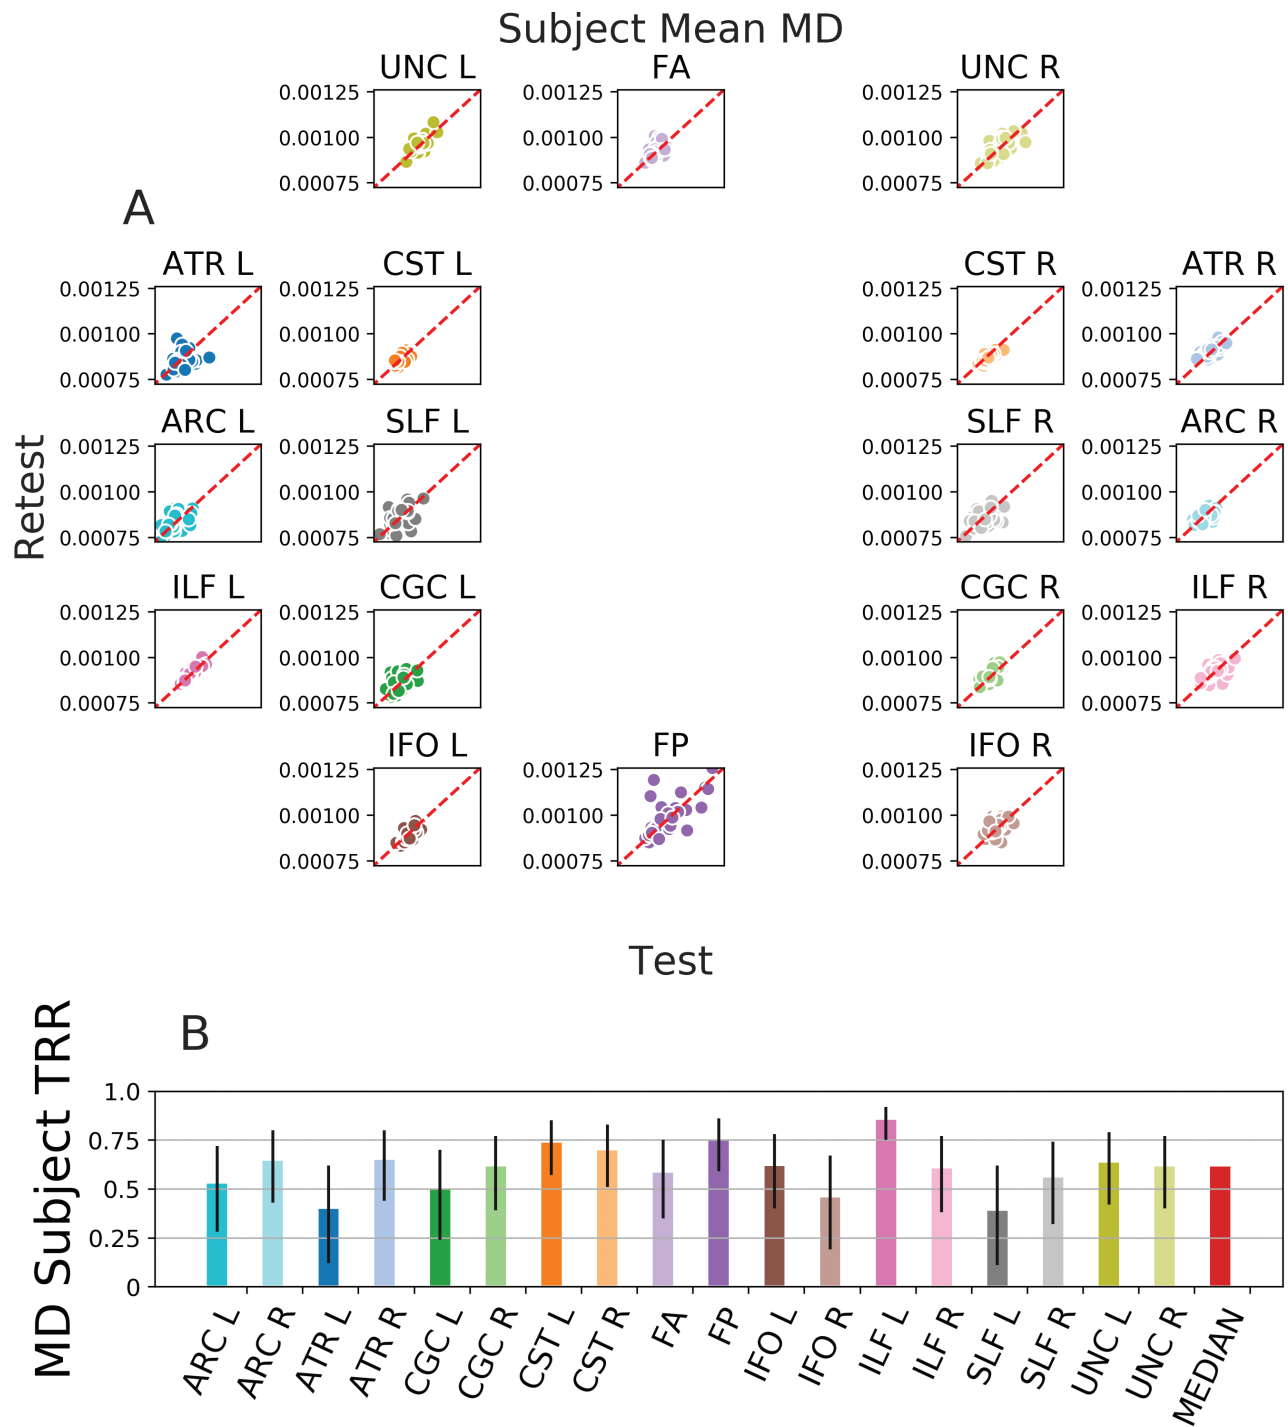 Subject Mean MD
UNC L FA UNC R
0.00125 0.00125 0.00125
0.00100 0.00100 0.00100
0.00075 0.00075 0.00075
A
ATR L CST L CST R ATR R
0.00125 0.00125 0.00125 0.00125
0.00100 0.00100 0.00100 0.00100
0.00075 0.00075 0.00075 0.00075
ARC L SLF L SLF R ARC R
0.00125 0.00125 0.00125 0.00125
Retest
0.00100 0.00100 0.00100 0.00100
0.00075 0.00075 0.00075 0.00075
ILF L CGC L CGC R ILF R
0.00125 0.00125 0.00125 0.00125
0.00100 0.00100 0.00100 0.00100
0.00075 0.00075 0.00075 0.00075
IFO L FP IFO R
0.00125 0.00125 0.00125
0.00100 0.00100 0.00100
0.00075 0.00075 0.00075
Test
B
MD Subject TRR
1.0
0.75
0.5
0.25
0
ARC L ARC R ATR L ATR R CGC L CGC R CST L CST R FA FP IFO L IFO R ILF L ILF R SLF L SLF R UNC L UNC R MEDIAN